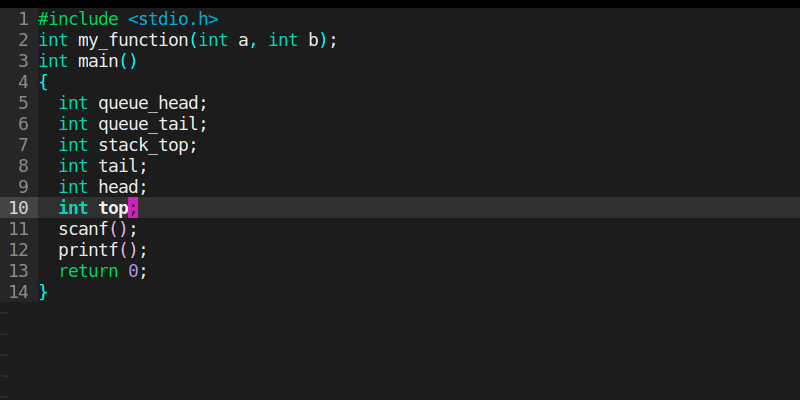 1 #include <stdio.h>
2 int my_function(int a, int b);
3 int main()
4 {
5   int queue_head;
6   int queue_tail;
7   int stack_top;
8   int tail;
9   int head;
10   int top;
11   scanf();
12   printf();
13   return 0;
14 }
~
~
~
~
~